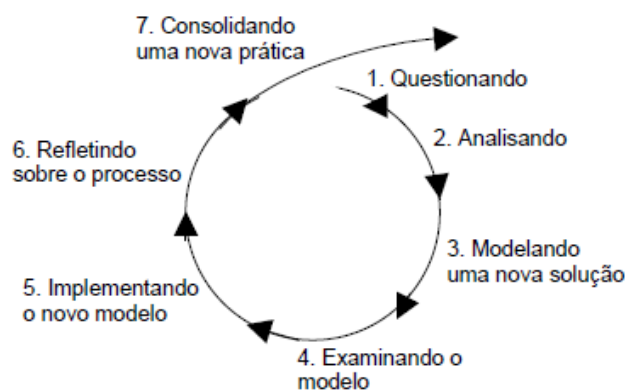 7. Consolidando
uma nova prática
1. Questionando
2. Analisando
3. Modelando
uma nova solução
4. Examinando o
modelo
5. Implementando
o novo modelo
6. Refletindo
sobre o processo